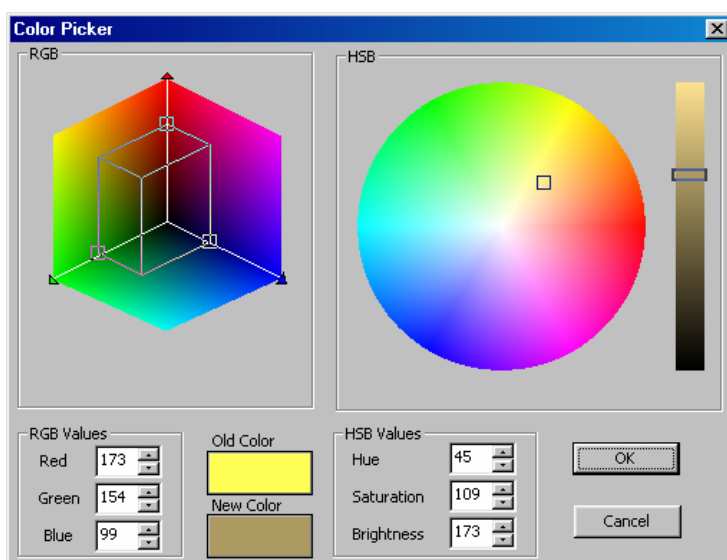 Color Picker
RGB
HSB
RGB Values
Red 173
Green 154
Blue 99
Old Color
New Color
HSB Values
Hue 45
Saturation 109
Brightness 173
OK
Cancel